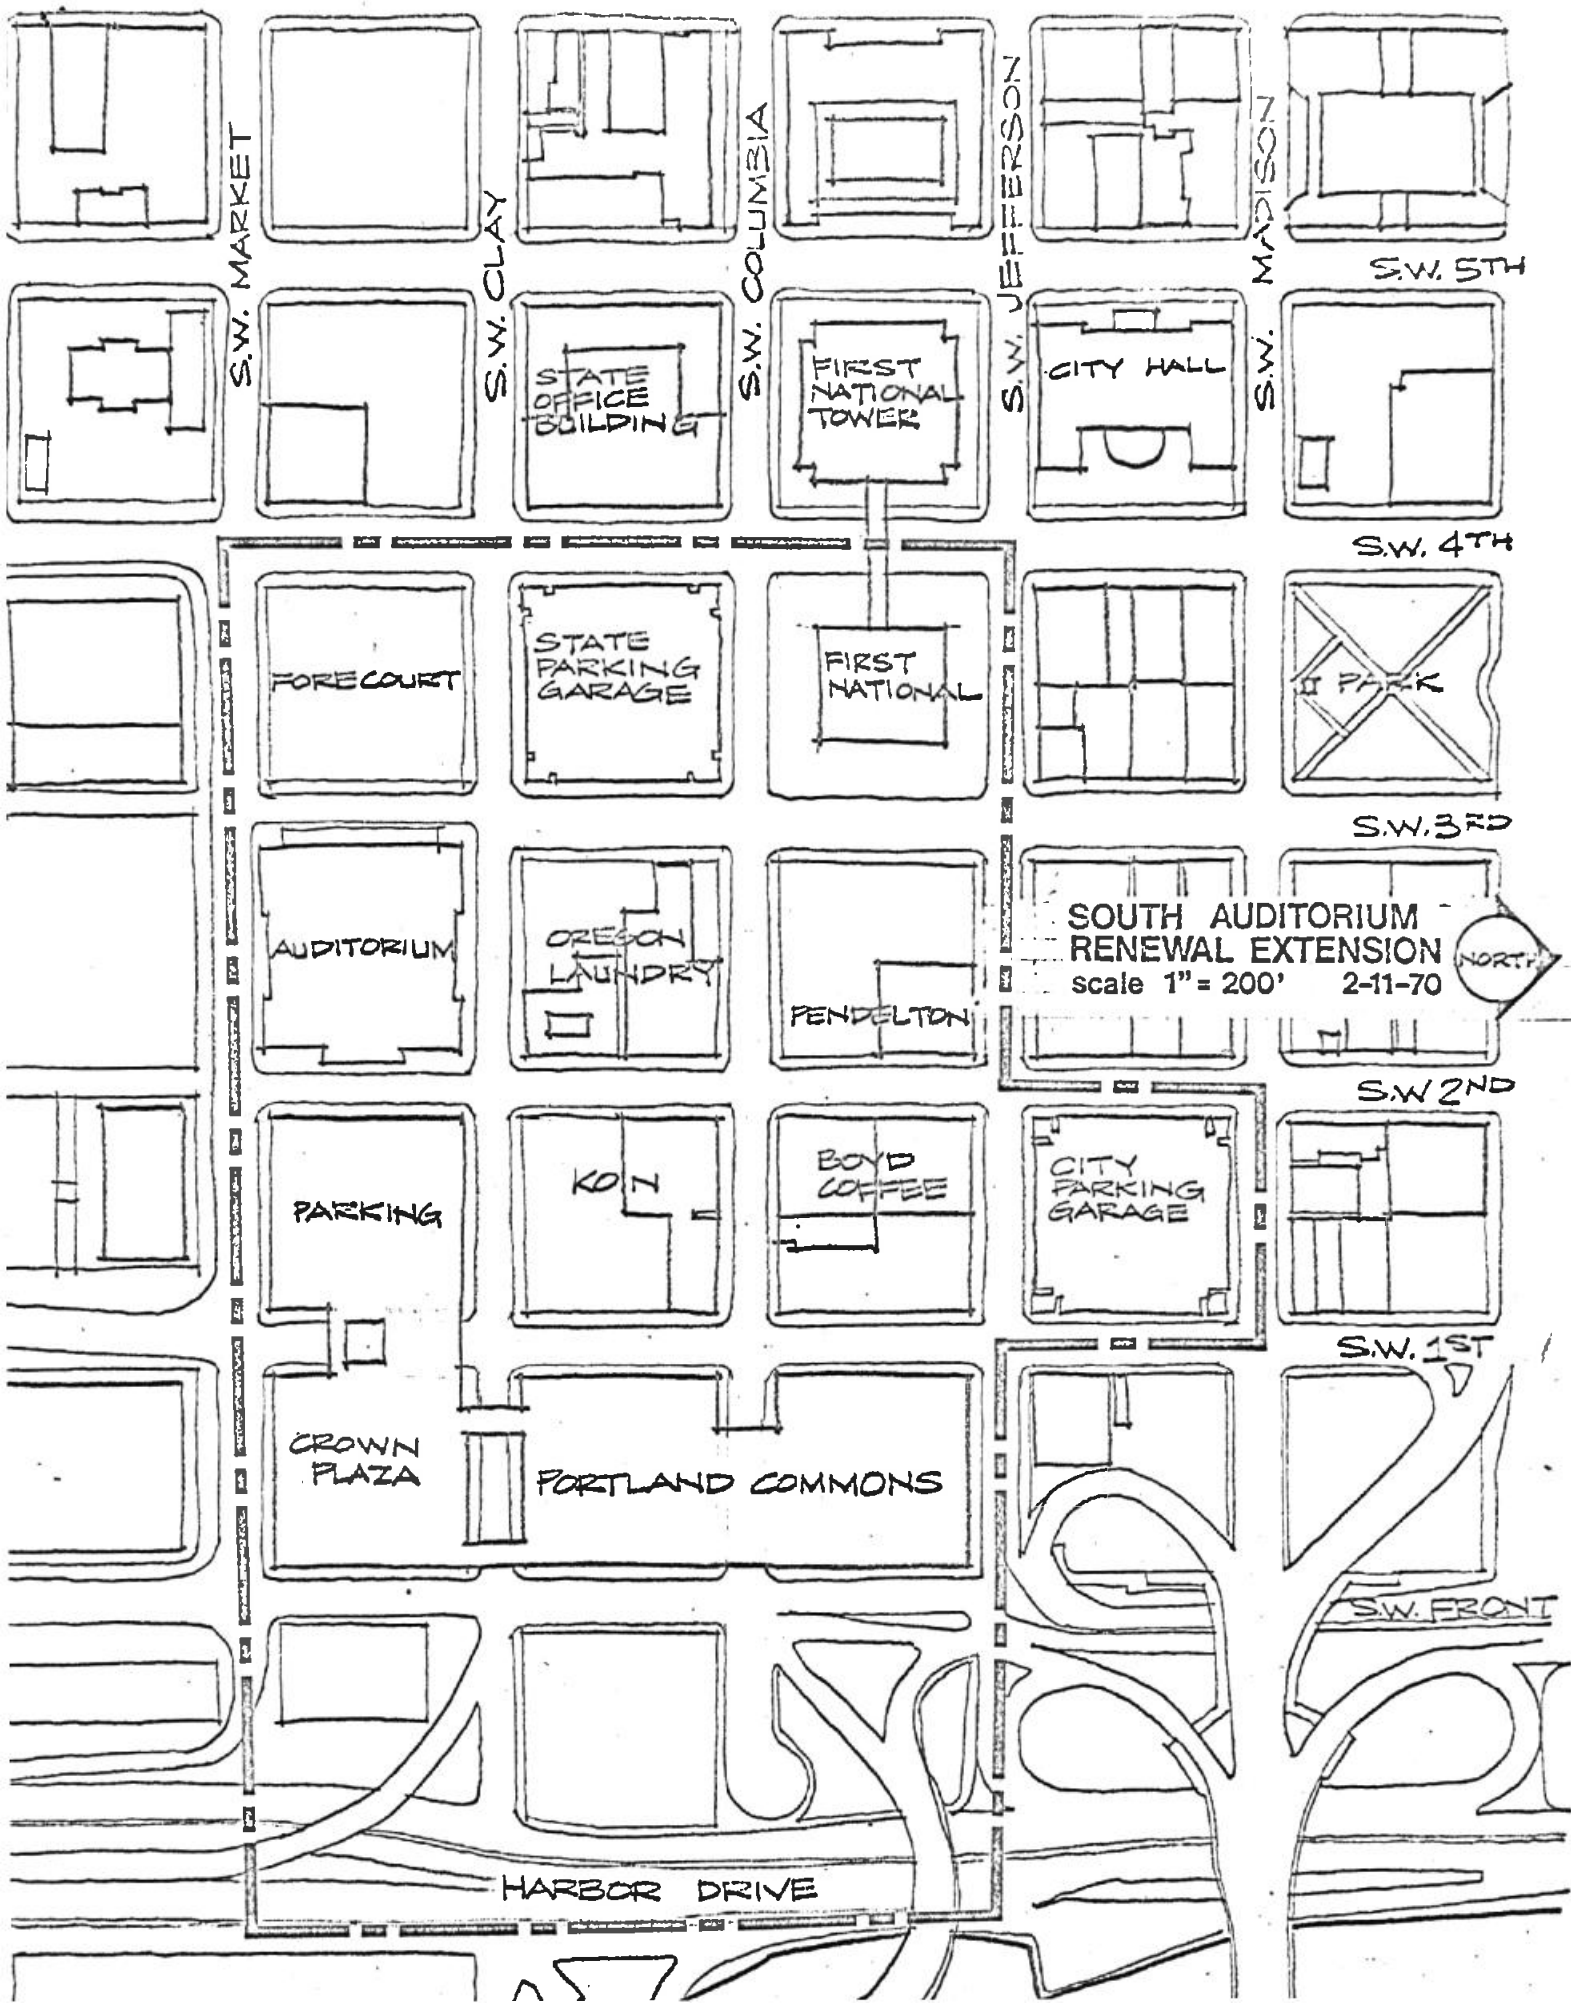 S.W. MARKET
S.W. CLAY
S.W. COLUMBIA
S.W. JEFFERSON
S.W. MADISON
S.W. 5TH
STATE
OFFICE
BUILDING
FIRST
NATIONAL
TOWER
CITY HALL
S.W. 4TH
FORECOURT
STATE
PARKING
GARAGE
FIRST
NATIONAL
PARK
S.W. 3RD
AUDITORIUM
OREGON
LAUNDRY
PENDELTON
SOUTH AUDITORIUM
RENEWAL EXTENSION
scale 1"= 200' 2-11-70
NORTH
S.W 2ND
PARKING
KOIN
BOYD
COFFEE
CITY
PARKING
GARAGE
S.W. 1ST
CROWN
PLAZA
PORTLAND COMMONS
S.W. FRONT
HARBOR DRIVE